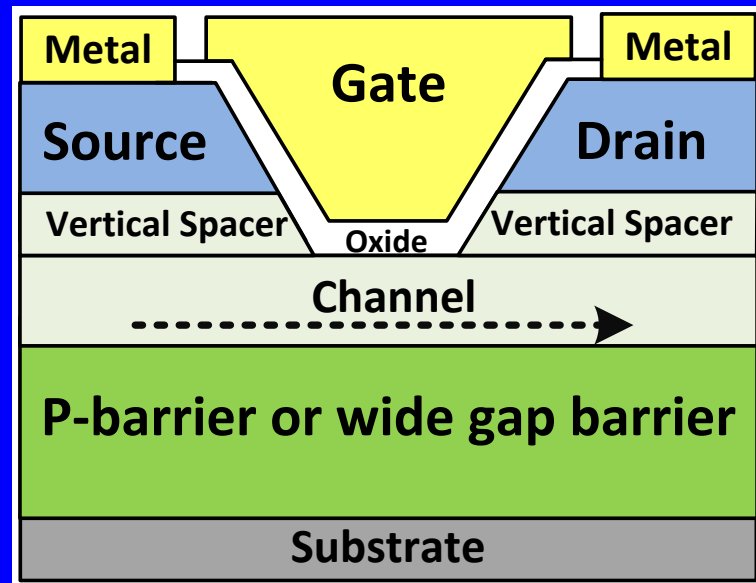 Metal
Gate
Metal
Source
Drain
Vertical Spacer
Oxide
Vertical Spacer
Channel
P-barrier or wide gap barrier
Substrate